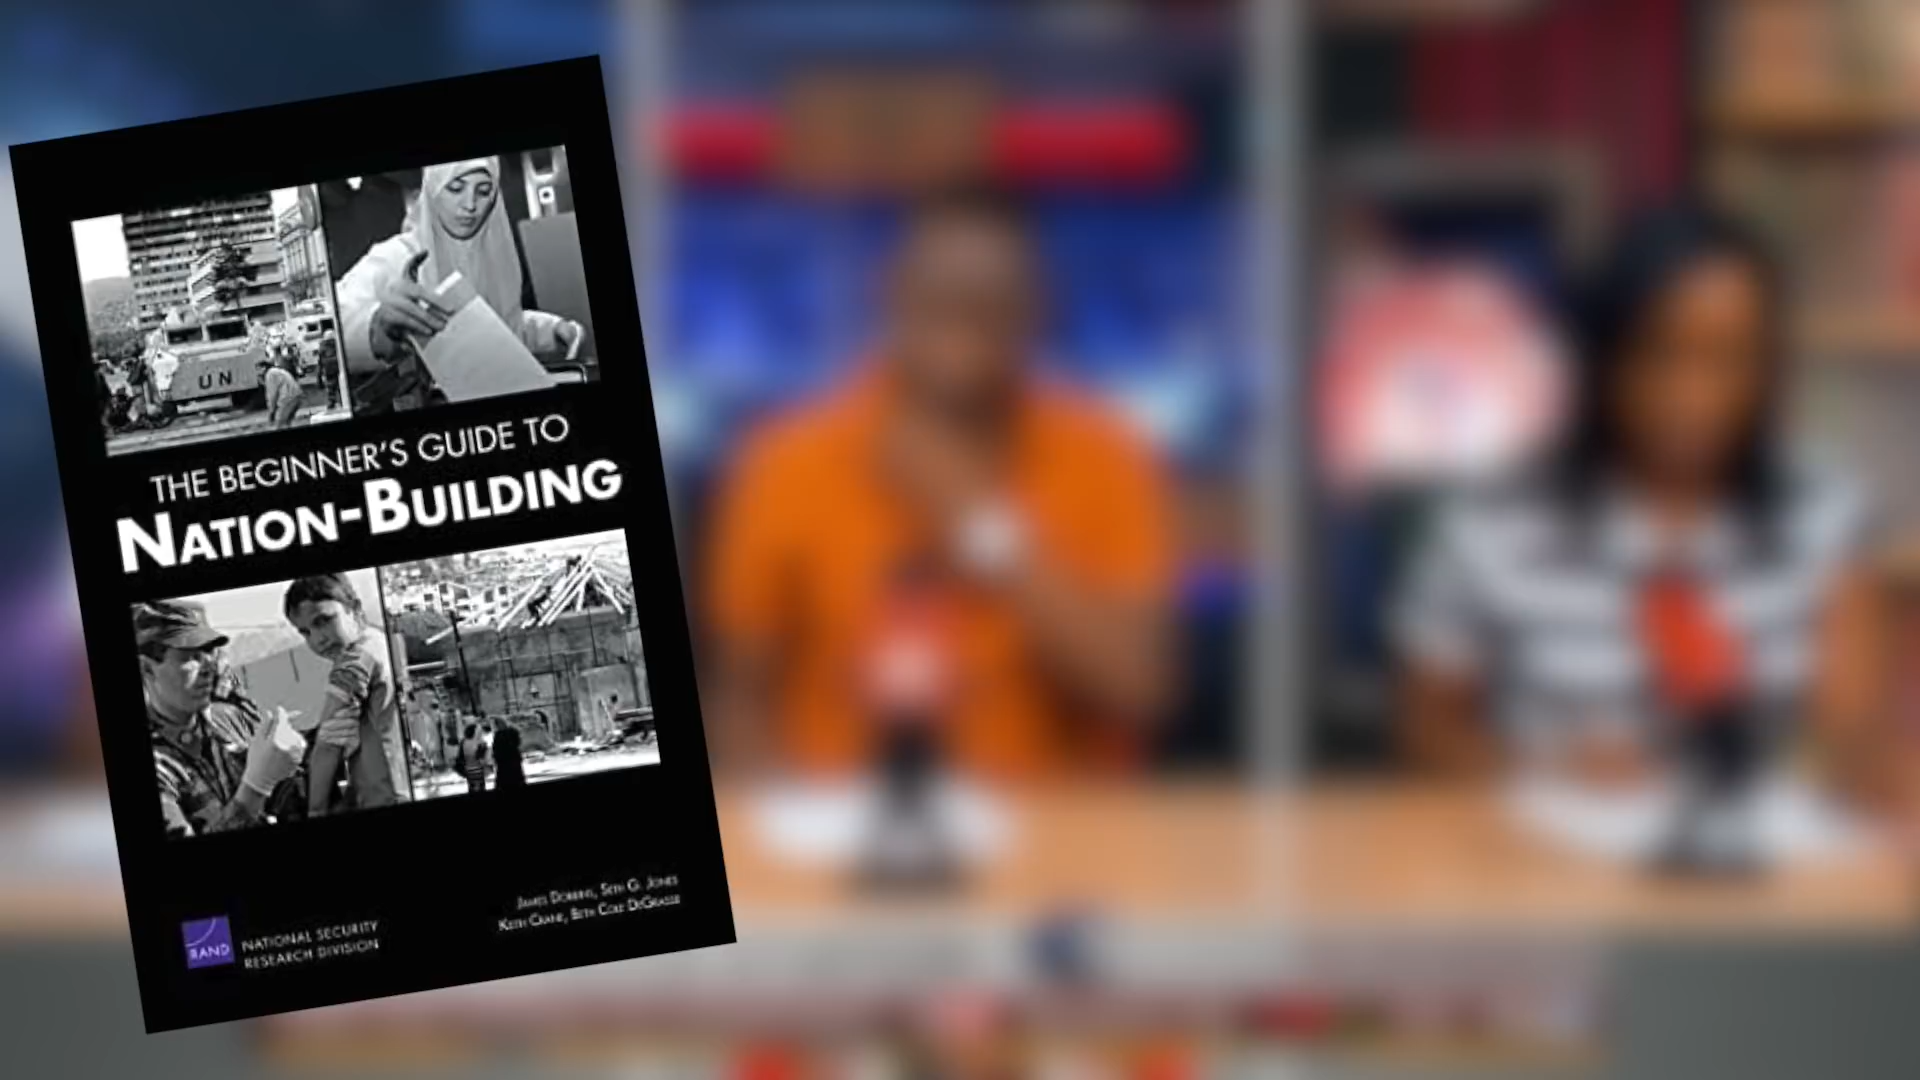 UN
THE BEGINNER'S GUIDE TO
NATION-BUILDING
JAMES DOBBINS, SETH G. JONES
KEITH CRANE, BETH COLE DEGRASSE
RAND
NATIONAL SECURITY
RESEARCH DIVISION